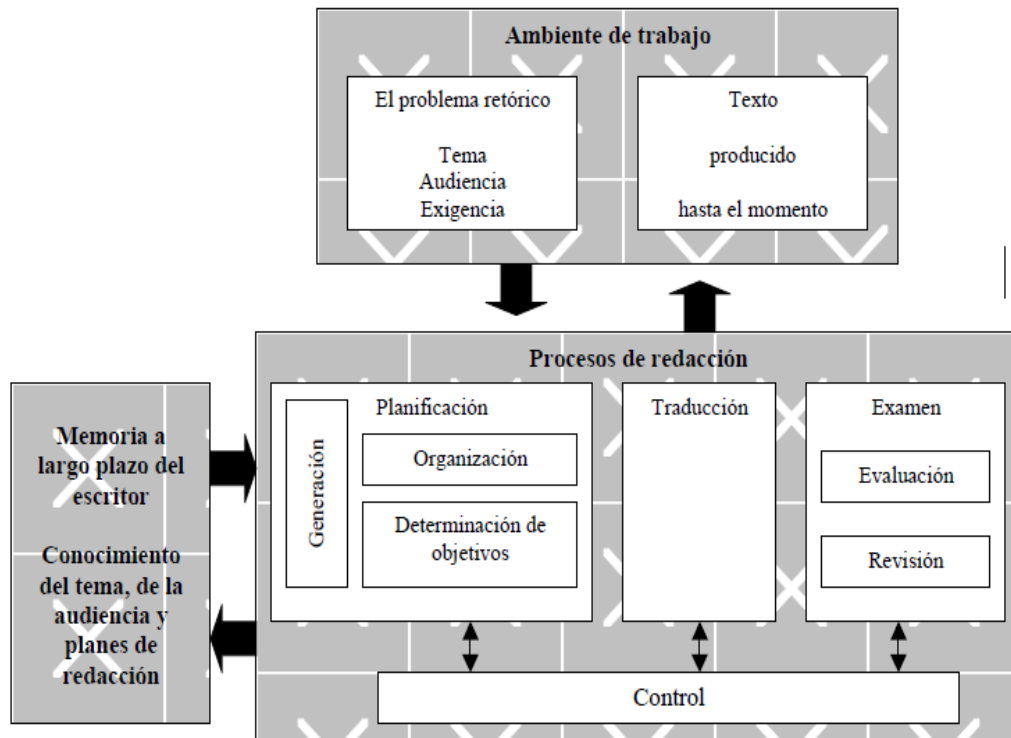 Ambiente de trabajo
El problema retórico
Tema
Audiencia
Exigencia
Texto
producido
hasta el momento
Procesos de redacción
Memoria a
largo plazo del
escritor
Conocimiento
del tema, de la
audiencia y
planes de
redacción
Planificación
Generación
Organización
Determinación de
objetivos
Traducción
Examen
Evaluación
Revisión
Control